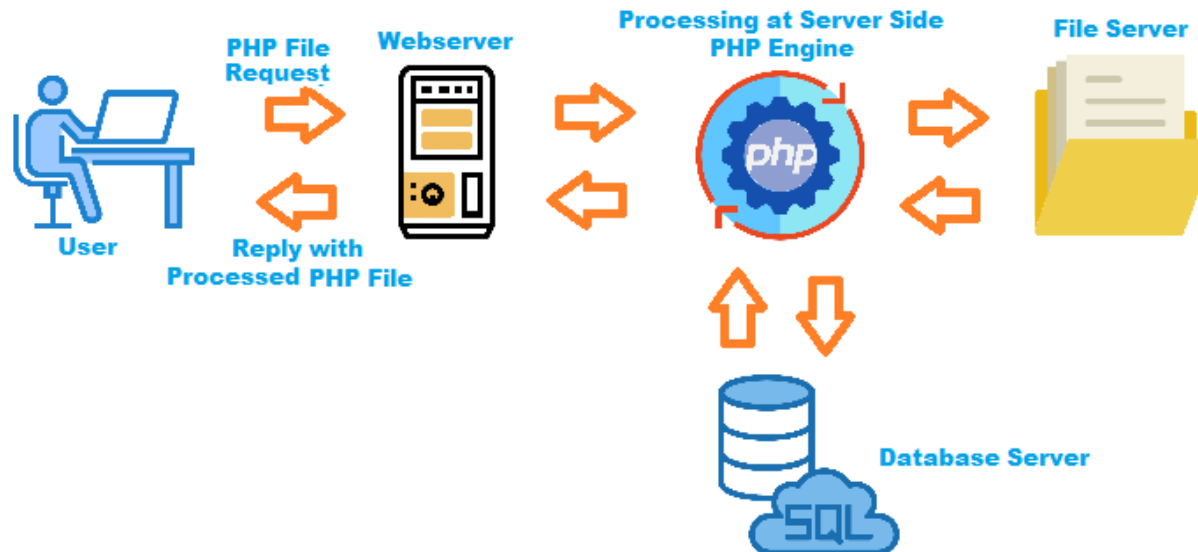 PHP File
Request
Webserver
Processing at Server Side
PHP Engine
File Server
php
User
Reply with
Processed PHP File
Database Server
SQL